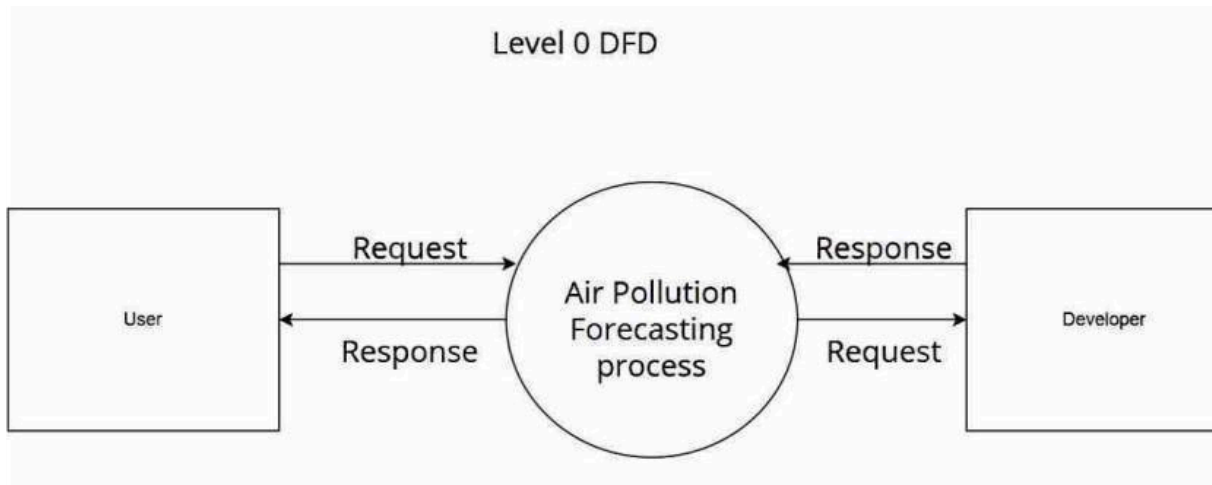 Level 0 DFD
Request
Response
User
Air Pollution
Forecasting
process
Developer
Response
Request